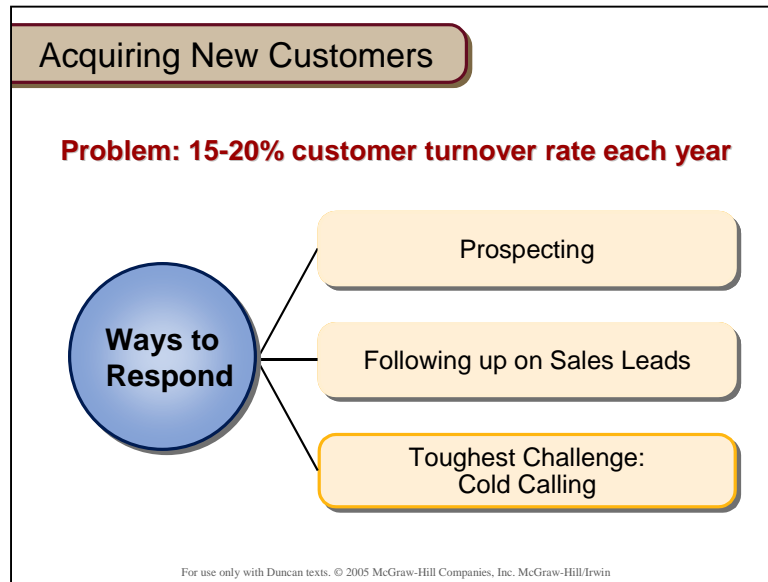 Acquiring New Customers
Problem: 15-20% customer turnover rate each year
Prospecting
Ways to
Respond
Following up on Sales Leads
Toughest Challenge:
Cold Calling
For use only with Duncan texts. © 2005 McGraw-Hill Companies, Inc. McGraw-Hill/Irwin